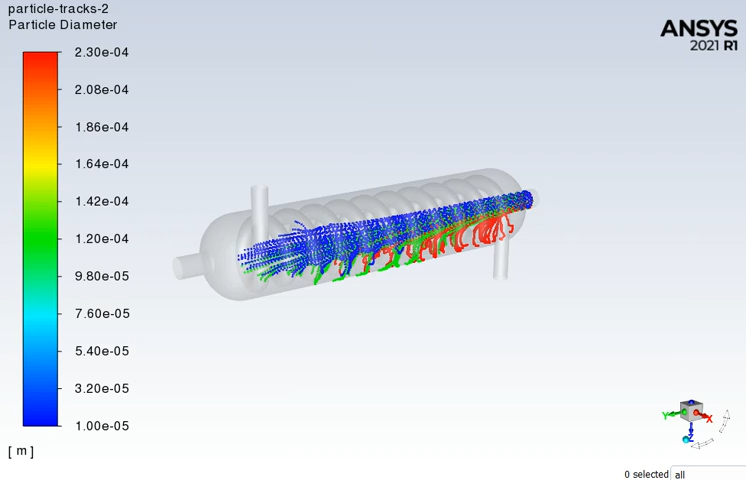 particle-tracks-2
Particle Diameter
ANSYS
2021 R1
2.30e-04
2.08e-04
1.86e-04
1.64e-04
1.42e-04
1.20e-04
9.80e-05
7.60e-05
5.40e-05
3.20e-05
1.00e-05
[ m ]
Y
X
Z
0 selected all